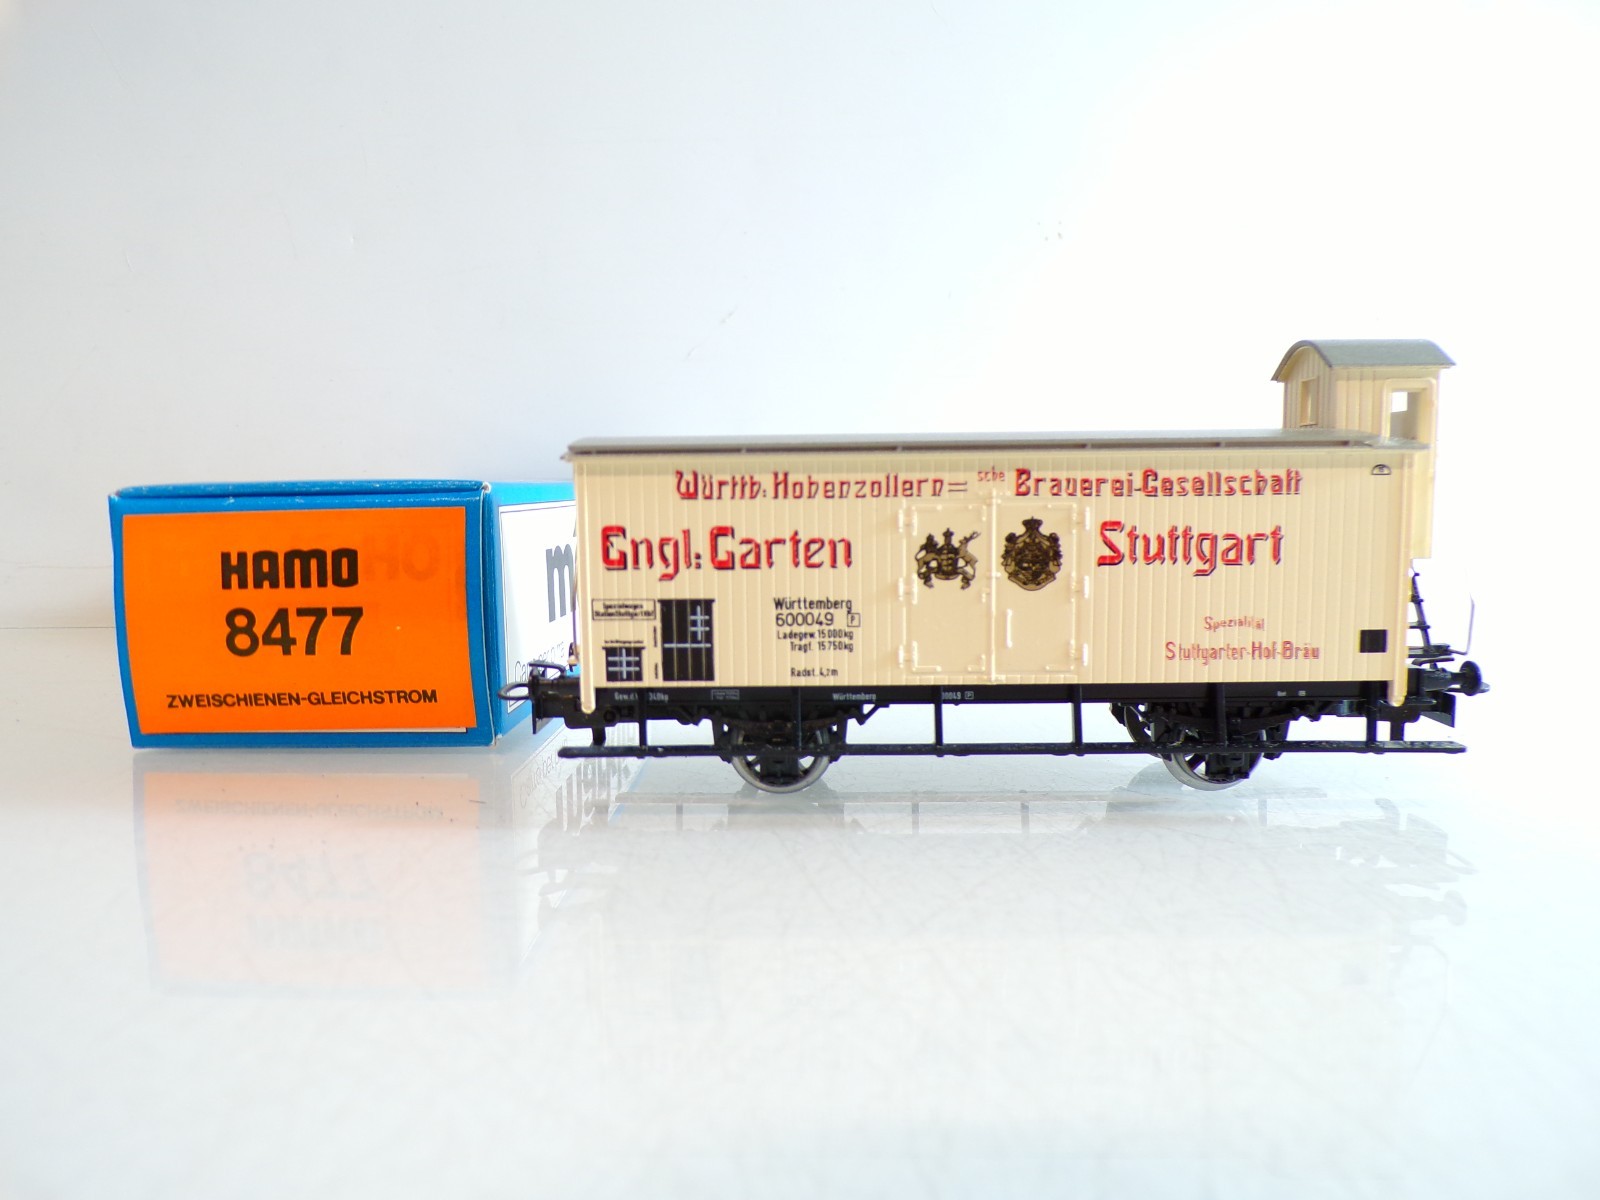 HAMO
8477
ZWEISCHIENEN-GLEICHSTROM
Württb: Hohenzollern= sche Brauerei-Gesellschaft
Engl: Garten Stuttgart
Württemberg
600049 P
Ladegew. 15000kg
Tragf. 15750kg
Radst. 4,7m
Spezialität
Stuttgarter-Hof-Bräu
Württemberg